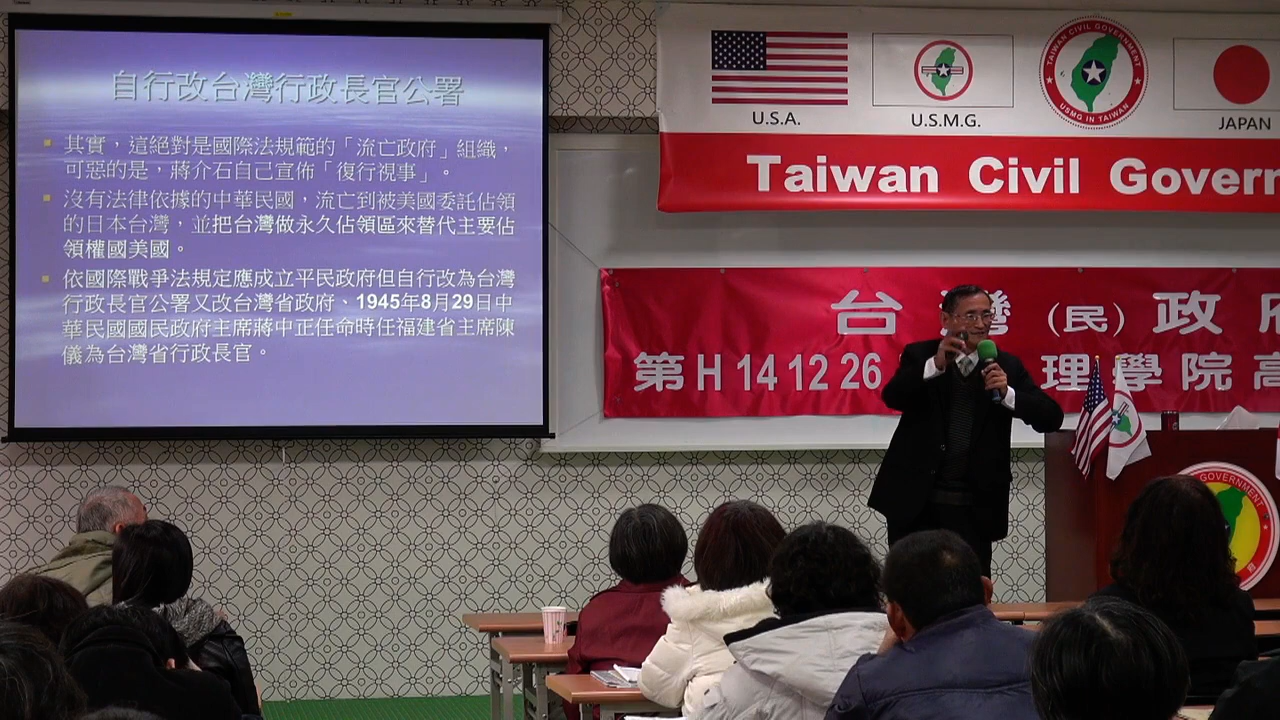 自行改台灣行政長官公署
其實，這絕對是國際法規範的「流亡政府」組織，
可惡的是，蔣介石自己宣佈「復行視事」。
沒有法律依據的中華民國，流亡到被美國委託佔領
的日本台灣，並把台灣做永久佔領區來替代主要佔
領權國美國。
依國際戰爭法規定應成立平民政府但自行改為台灣
行政長官公署又改台灣省政府、1945年8月29日中
華民國國民政府主席蔣中正任命時任福建省主席陳
儀為台灣省行政長官。
U.S.A.
U.S.M.G.
TAIWAN CIVIL GOVERNMENT
USMG IN TAIWAN
JAPAN
Taiwan Civil Govern
台灣（民）政府
第H 14 12 26
理學院高
GOVERNMENT